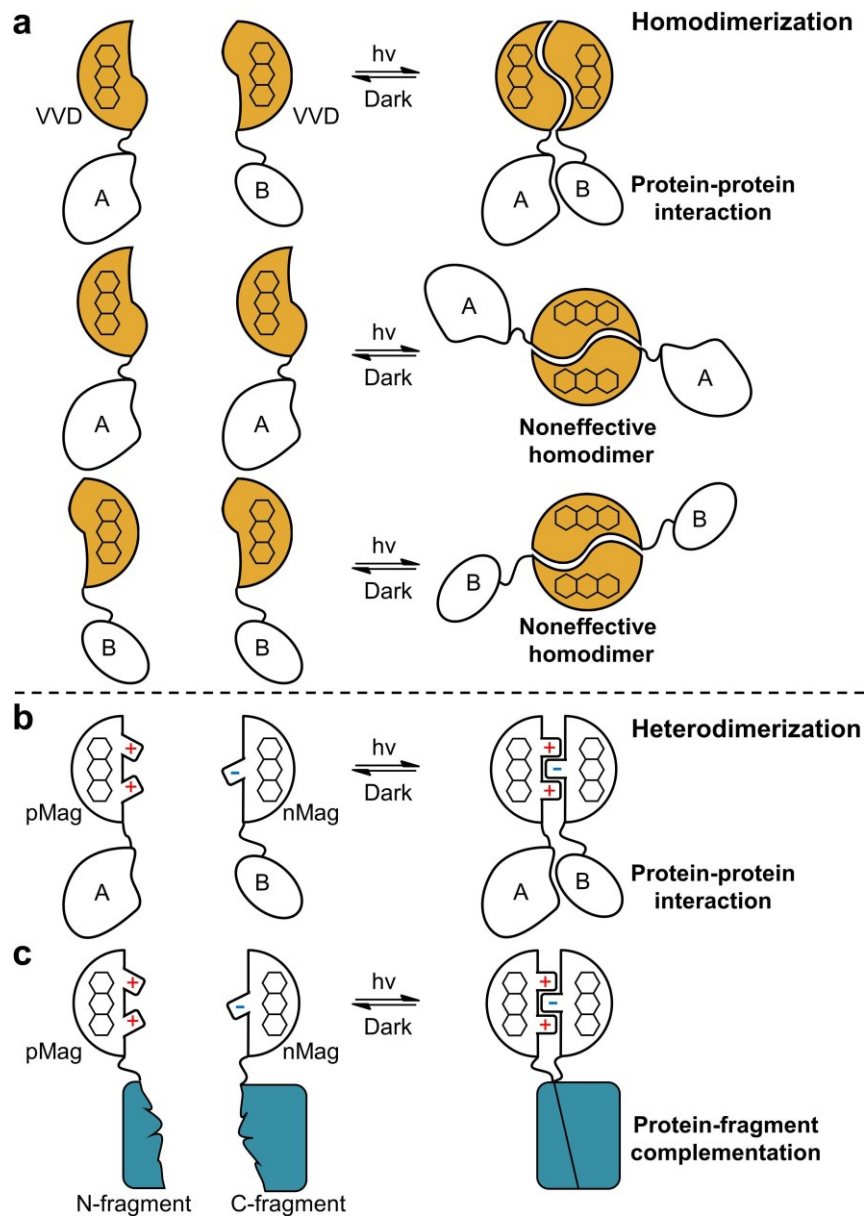 a
Homodimerization
VVD
VVD
hv
Dark
A
B
A
B
Protein-protein
interaction
A
A
hv
Dark
A
A
Noneffective
homodimer
B
B
hv
Dark
B
B
Noneffective
homodimer
b
Heterodimerization
+
+
-
pMag
nMag
hv
Dark
+
-
+
A
B
A
B
Protein-protein
interaction
c
+
+
-
pMag
nMag
hv
Dark
+
-
+
Protein-fragment
complementation
N-fragment
C-fragment